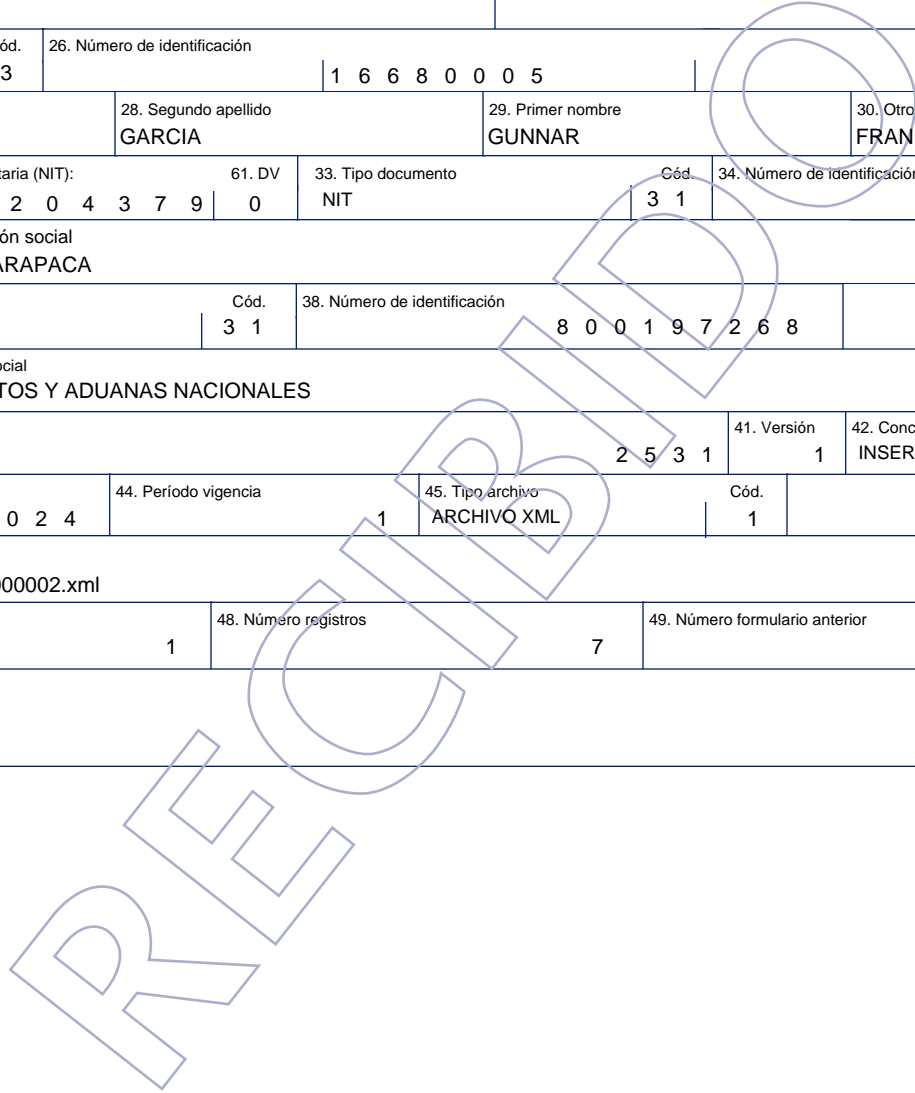 ód. 26. Número de identificación
3 1 6 6 8 0 0 0 5
28. Segundo apellido 29. Primer nombre 30. Otro
GARCIA GUNNAR FRAN
taria (NIT): 61. DV 33. Tipo documento Cód. 34. Número de identificación
2 0 4 3 7 9 0 NIT 3 1
ón social
ARAPACA
Cód. 38. Número de identificación
3 1 8 0 0 1 9 7 2 6 8
ocial
TOS Y ADUANAS NACIONALES
41. Versión 42. Conc
2 5 3 1 1 INSER
44. Período vigencia 45. Tipo archivo Cód.
0 2 4 1 ARCHIVO XML 1
000002.xml
48. Número registros 49. Número formulario anterior
1 7
RECIBIDO